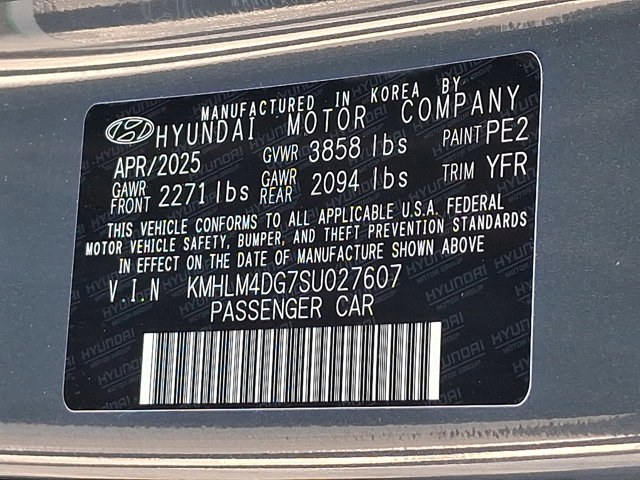 MANUFACTURED IN KOREA BY
HYUNDAI MOTOR COMPANY
APR/2025 GVWR 3858 lbs PAINT PE2
GAWR FRONT 2271 lbs GAWR REAR 2094 lbs TRIM YFR
THIS VEHICLE CONFORMS TO ALL APPLICABLE U.S.A. FEDERAL
MOTOR VEHICLE SAFETY, BUMPER, AND THEFT PREVENTION STANDARDS
IN EFFECT ON THE DATE OF MANUFACTURE SHOWN ABOVE
V.I.N KMHLM4DG7SU027607
PASSENGER CAR